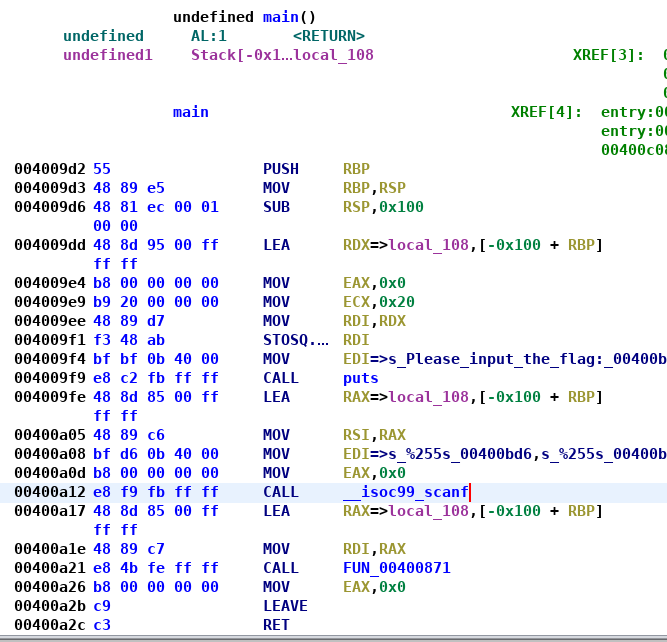 undefined main()
undefined AL:1 <RETURN>
undefined1 Stack[-0x1...local_108 XREF[3]: 0
0
0
main XREF[4]: entry:00
entry:00
00400c08
004009d2 55 PUSH RBP
004009d3 48 89 e5 MOV RBP,RSP
004009d6 48 81 ec 00 01 SUB RSP,0x100
00 00
004009dd 48 8d 95 00 ff LEA RDX=>local_108,[-0x100 + RBP]
ff ff
004009e4 b8 00 00 00 00 MOV EAX,0x0
004009e9 b9 20 00 00 00 MOV ECX,0x20
004009ee 48 89 d7 MOV RDI,RDX
004009f1 f3 48 ab STOSQ.... RDI
004009f4 bf bf 0b 40 00 MOV EDI=>s_Please_input_the_flag:_00400b
004009f9 e8 c2 fb ff ff CALL puts
004009fe 48 8d 85 00 ff LEA RAX=>local_108,[-0x100 + RBP]
ff ff
00400a05 48 89 c6 MOV RSI,RAX
00400a08 bf d6 0b 40 00 MOV EDI=>s_%255s_00400bd6,s_%255s_00400b
00400a0d b8 00 00 00 00 MOV EAX,0x0
00400a12 e8 f9 fb ff ff CALL __isoc99_scanf
00400a17 48 8d 85 00 ff LEA RAX=>local_108,[-0x100 + RBP]
ff ff
00400a1e 48 89 c7 MOV RDI,RAX
00400a21 e8 4b fe ff ff CALL FUN_00400871
00400a26 b8 00 00 00 00 MOV EAX,0x0
00400a2b c9 LEAVE
00400a2c c3 RET